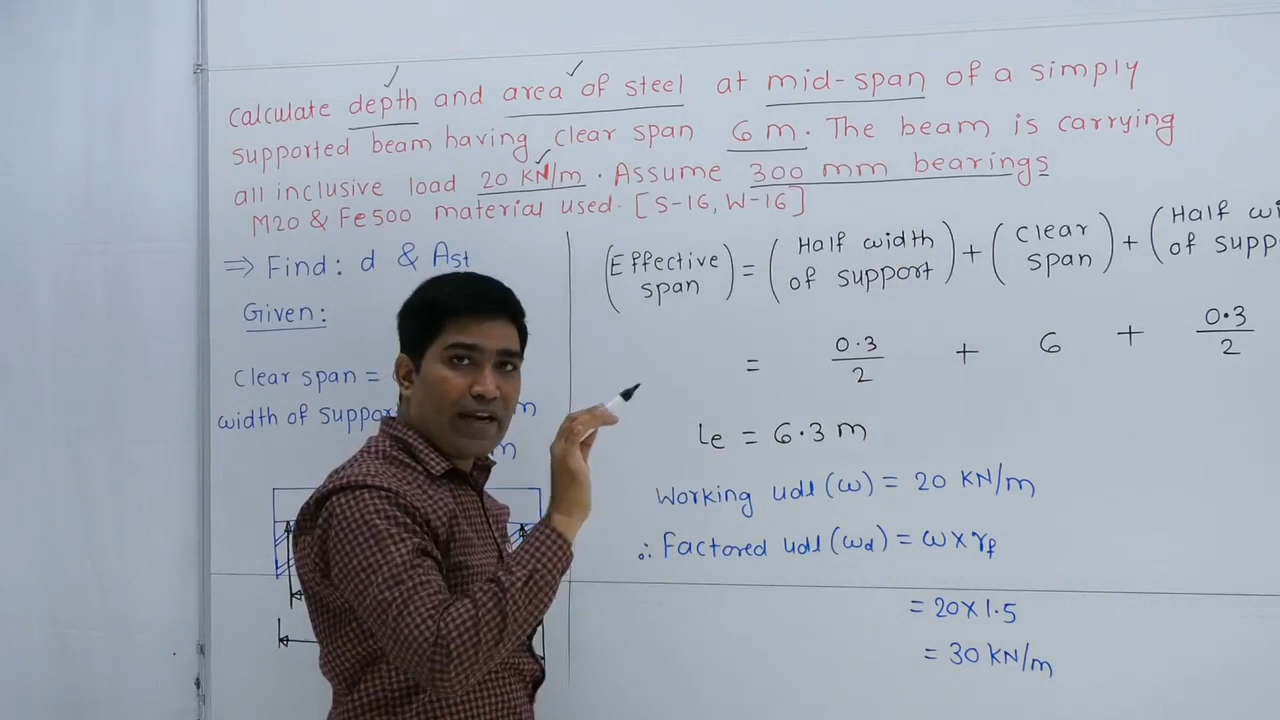 Calculate depth and area of steel at mid-span of a simply
supported beam having clear span 6 m. The beam is carrying
all inclusive load 20 KN/m. Assume 300 mm bearings
M20 & Fe500 material used. [S-16, W-16]
⇒ Find: d & Ast
Given:
Clear span =
width of suppo
m
m
(Effective span) = (Half width of support) + (Clear span) + (Half wi of supp
= 0.3/2 + 6 + 0.3/2
le = 6.3 m
Working udl (w) = 20 KN/m
∴ Factored udl (wd) = w x γf
= 20 x 1.5
= 30 KN/m